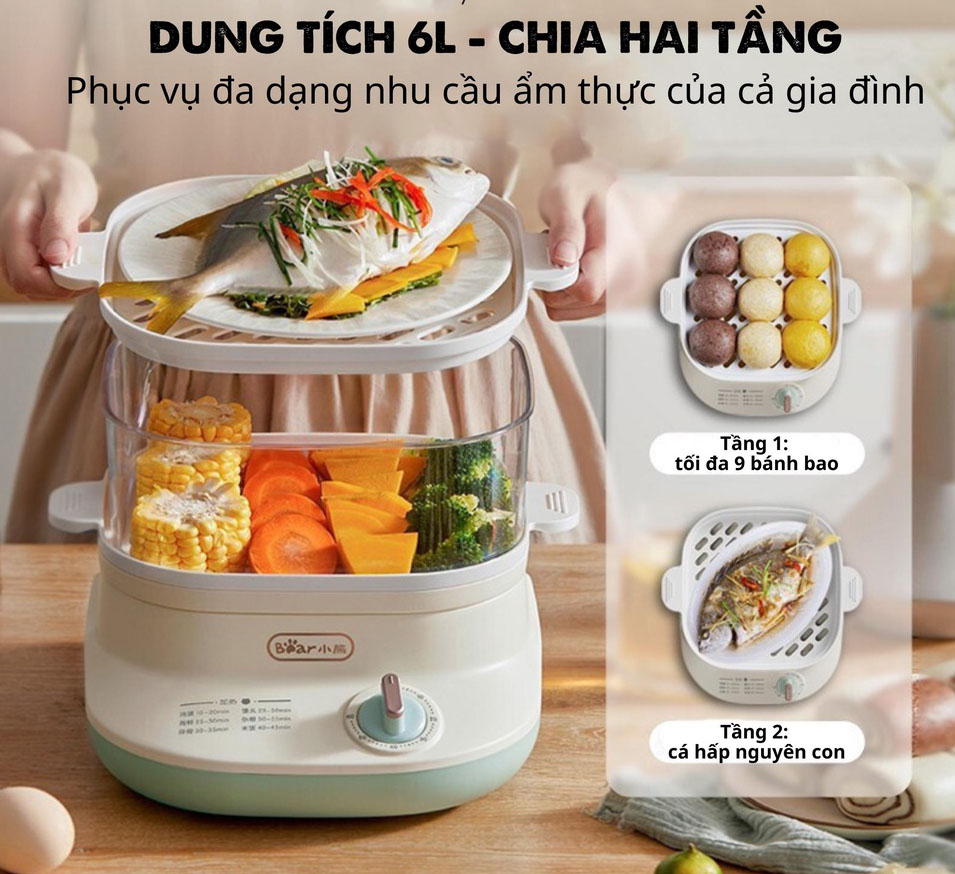 DUNG TÍCH 6L - CHIA HAI TẦNG
Phục vụ đa dạng nhu cầu ẩm thực của cả gia đình
Tầng 1:
tối đa 9 bánh bao
Bear小熊
Tầng 2:
cá hấp nguyên con